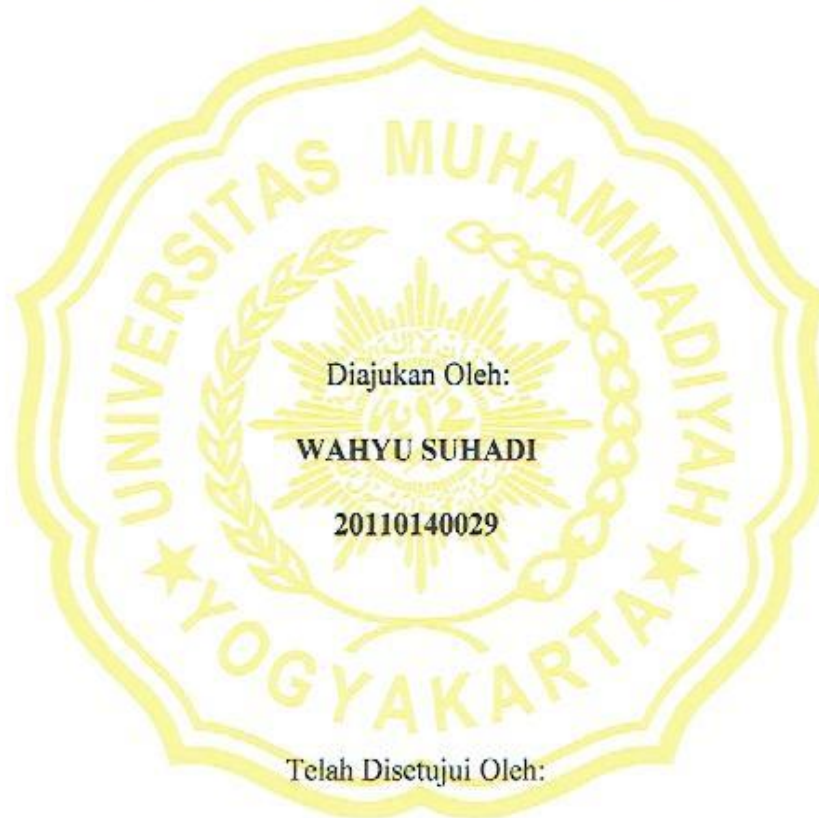 UNIVERSITAS MUHAMMADIYAH
Diajukan Oleh:
WAHYU SUHADI
20110140029
★ YOGYAKARTA ★
Telah Disetujui Oleh: